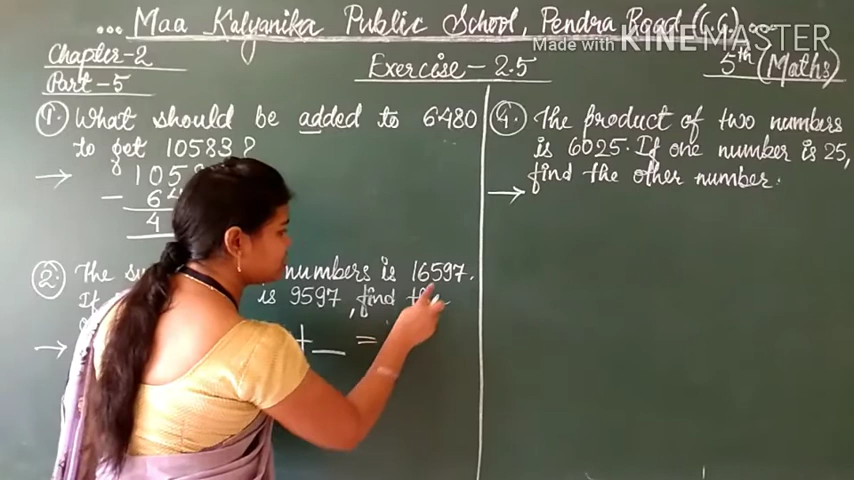 ... Maa Kalyanika Public School, Pendra Road (C.G.) ...
Made with KINEMASTER
Chapter-2
Part-5
Exercise-2.5
5th (Maths)
1. What should be added to 6480
to get 10583?
→ 105
- 6
4
2. The numbers is 16597.
If is 9597, find
→ + __ =
4. The product of two numbers
is 6025. If one number is 25,
find the other number.
→